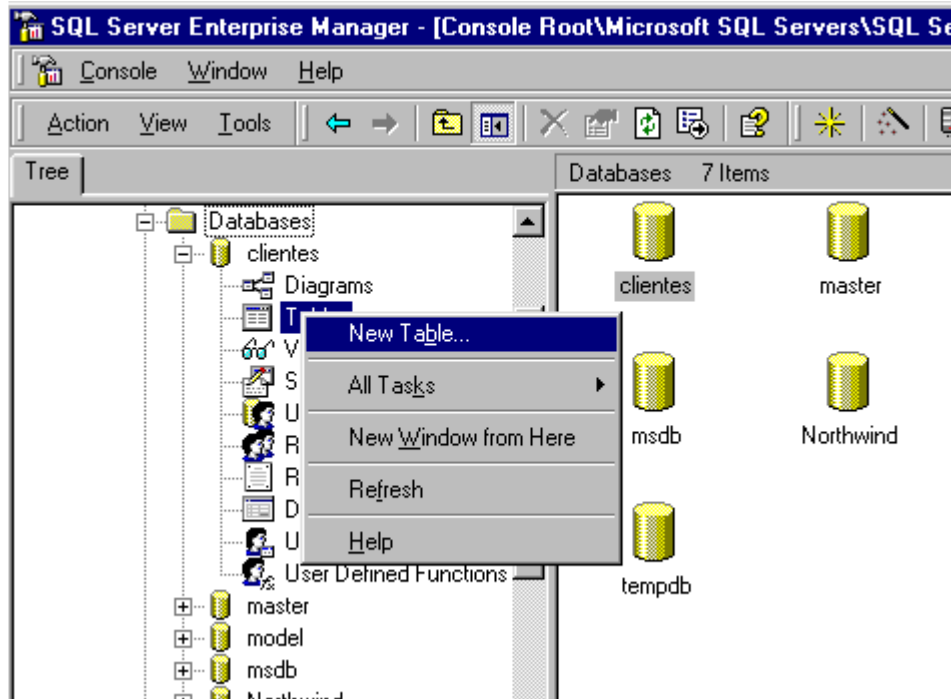 SQL Server Enterprise Manager - [Console Root\Microsoft SQL Servers\SQL Se
Console Window Help
Action View Tools
Tree
Databases 7 Items
Databases
clientes
Diagrams
New Table...
All Tasks
New Window from Here
Refresh
Help
V
S
U
R
R
D
U
User Defined Functions
master
model
msdb
Northwind
clientes
master
msdb
Northwind
tempdb